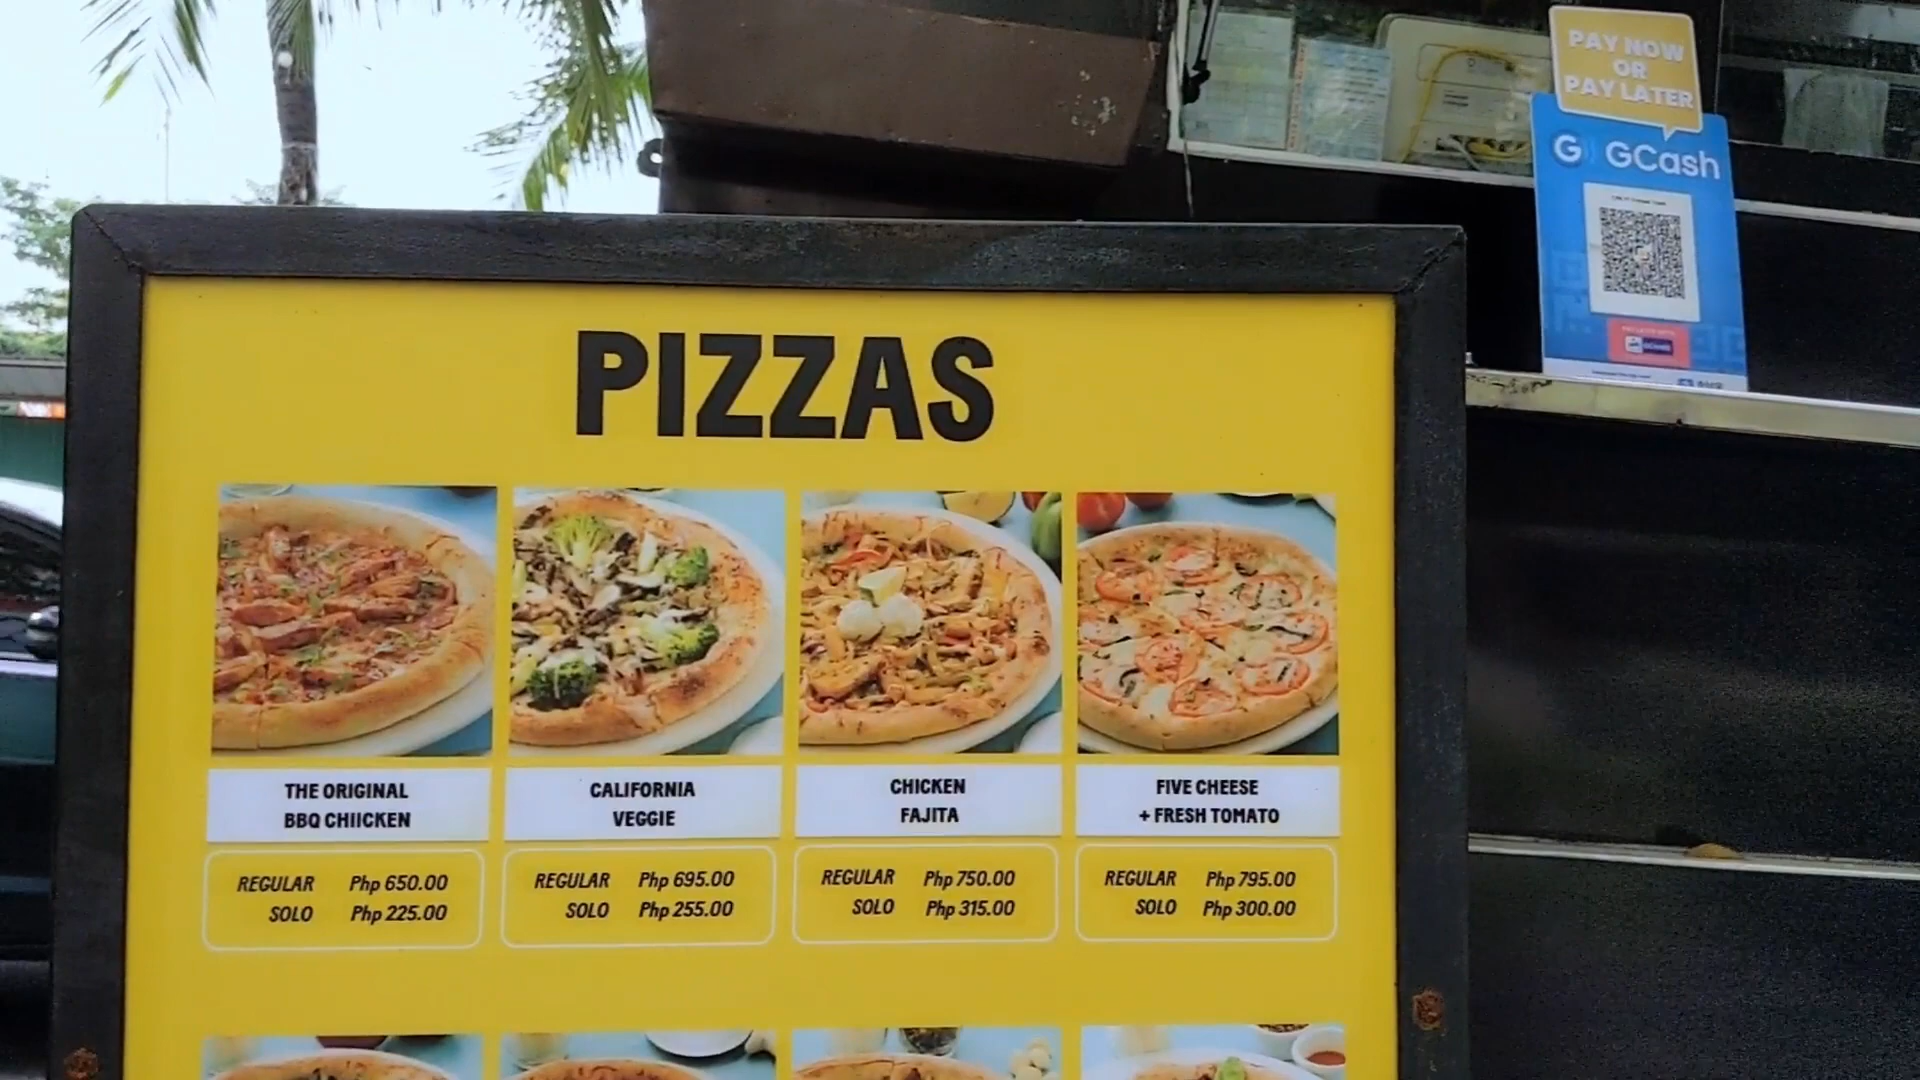 PAY NOW
OR
PAY LATER
GCash
PIZZAS
THE ORIGINAL
BBQ CHIICKEN
REGULAR Php 650.00
SOLO Php 225.00
CALIFORNIA
VEGGIE
REGULAR Php 695.00
SOLO Php 255.00
CHICKEN
FAJITA
REGULAR Php 750.00
SOLO Php 315.00
FIVE CHEESE
+ FRESH TOMATO
REGULAR Php 795.00
SOLO Php 300.00